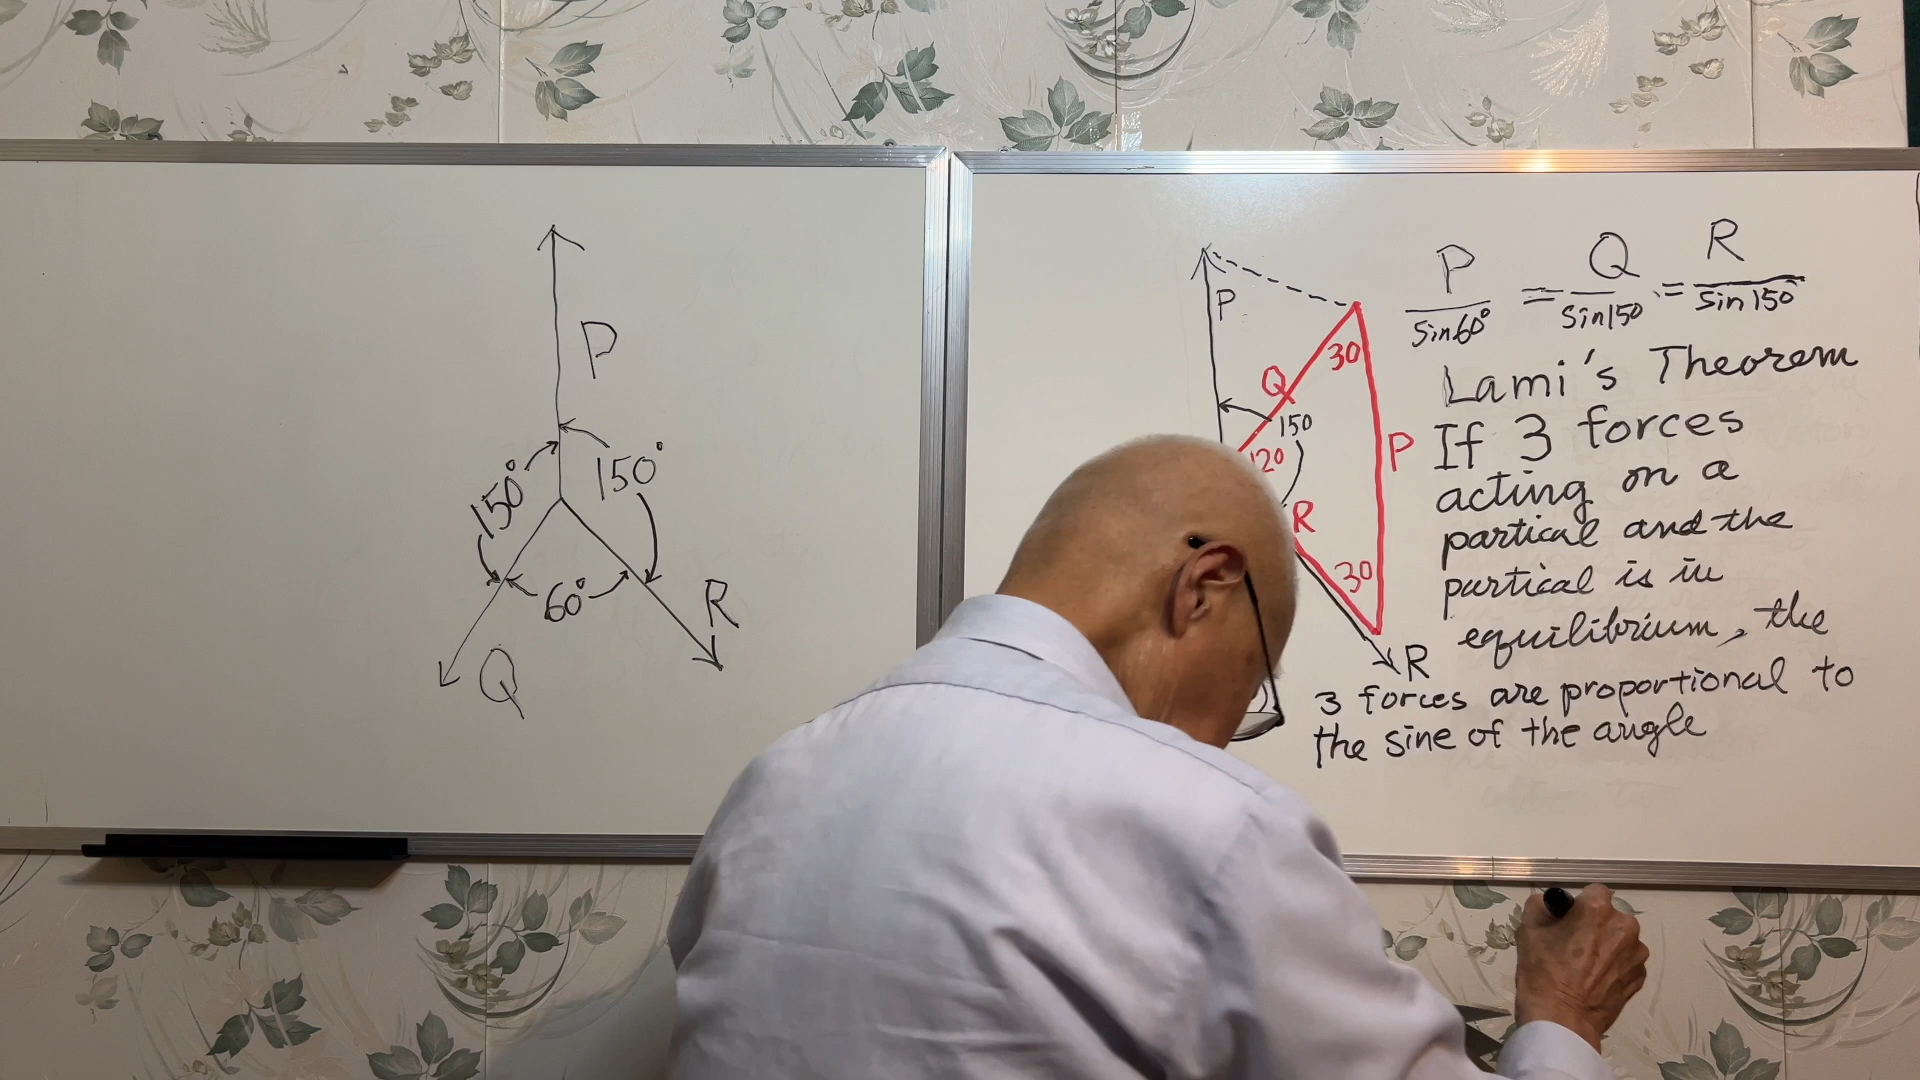 P
150°
150°
60°
R
Q
P
30
Q
150
120
P
R
30
R
P/sin60° = Q/sin150 = R/sin150°
Lami's Theorem
If 3 forces
acting on a
partical and the
partical is in
equilibrium, the
3 forces are proportional to
the sine of the angle